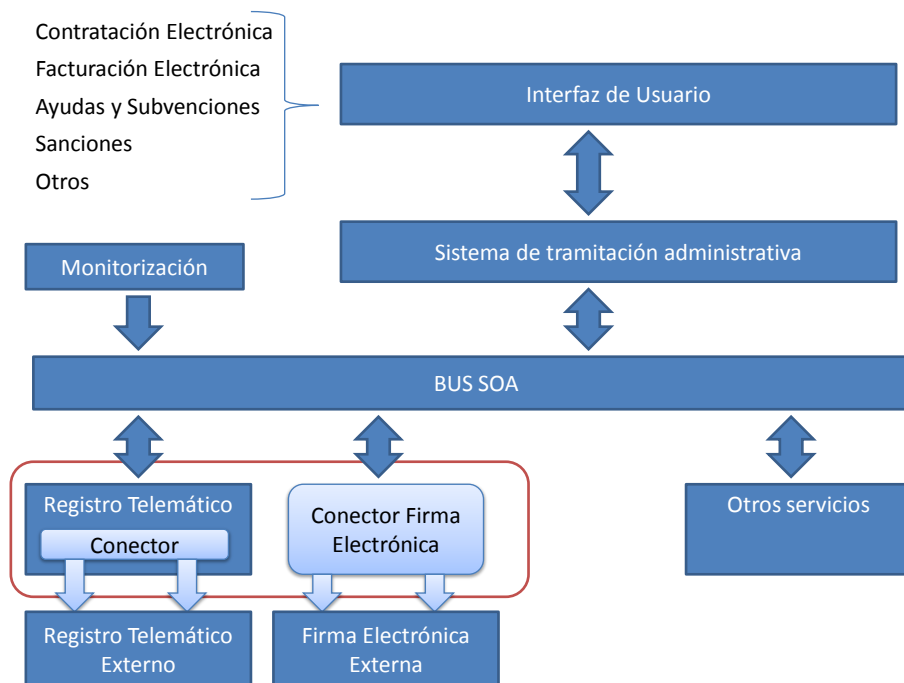 Contratación Electrónica
Facturación Electrónica
Ayudas y Subvenciones
Sanciones
Otros
Interfaz de Usuario
Sistema de tramitación administrativa
Monitorización
BUS SOA
Registro Telemático
Conector
Conector Firma
Electrónica
Otros servicios
Registro Telemático
Externo
Firma Electrónica
Externa